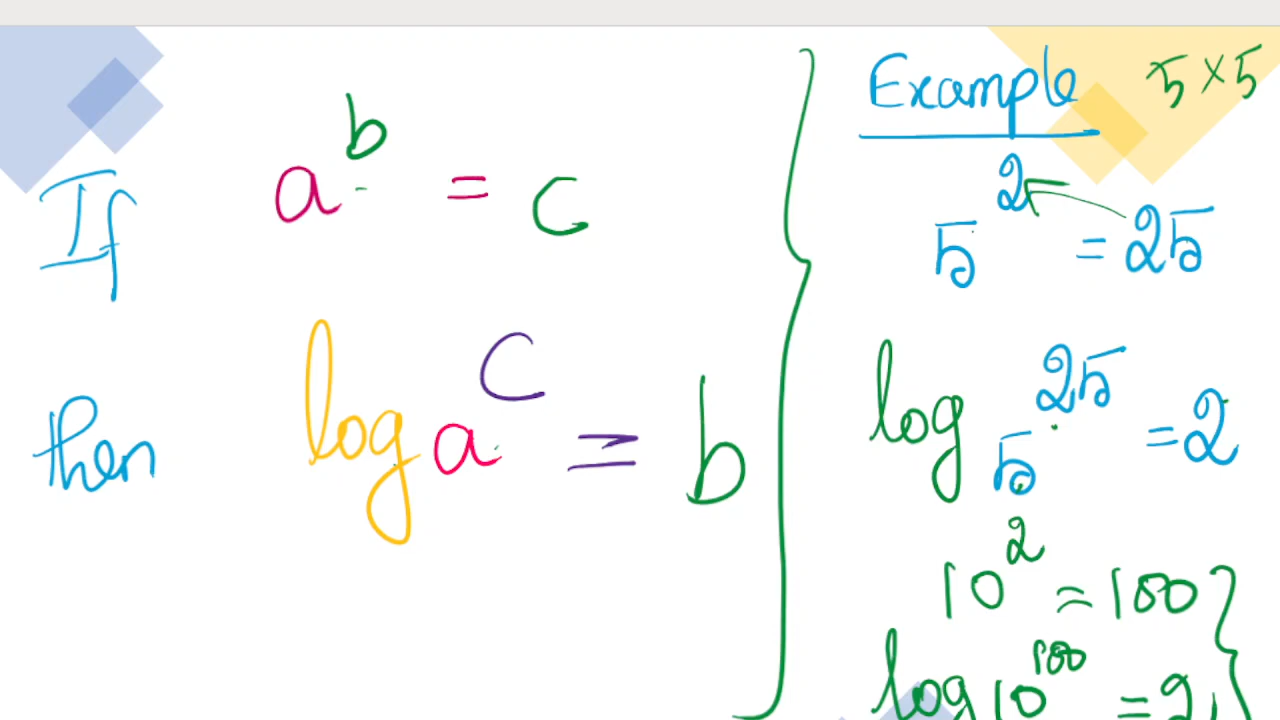 If a^b = c
then log_a^c = b
Example 5×5
5^2 = 25
log_5^25 = 2
10^2 = 100
log_10^100 = 2